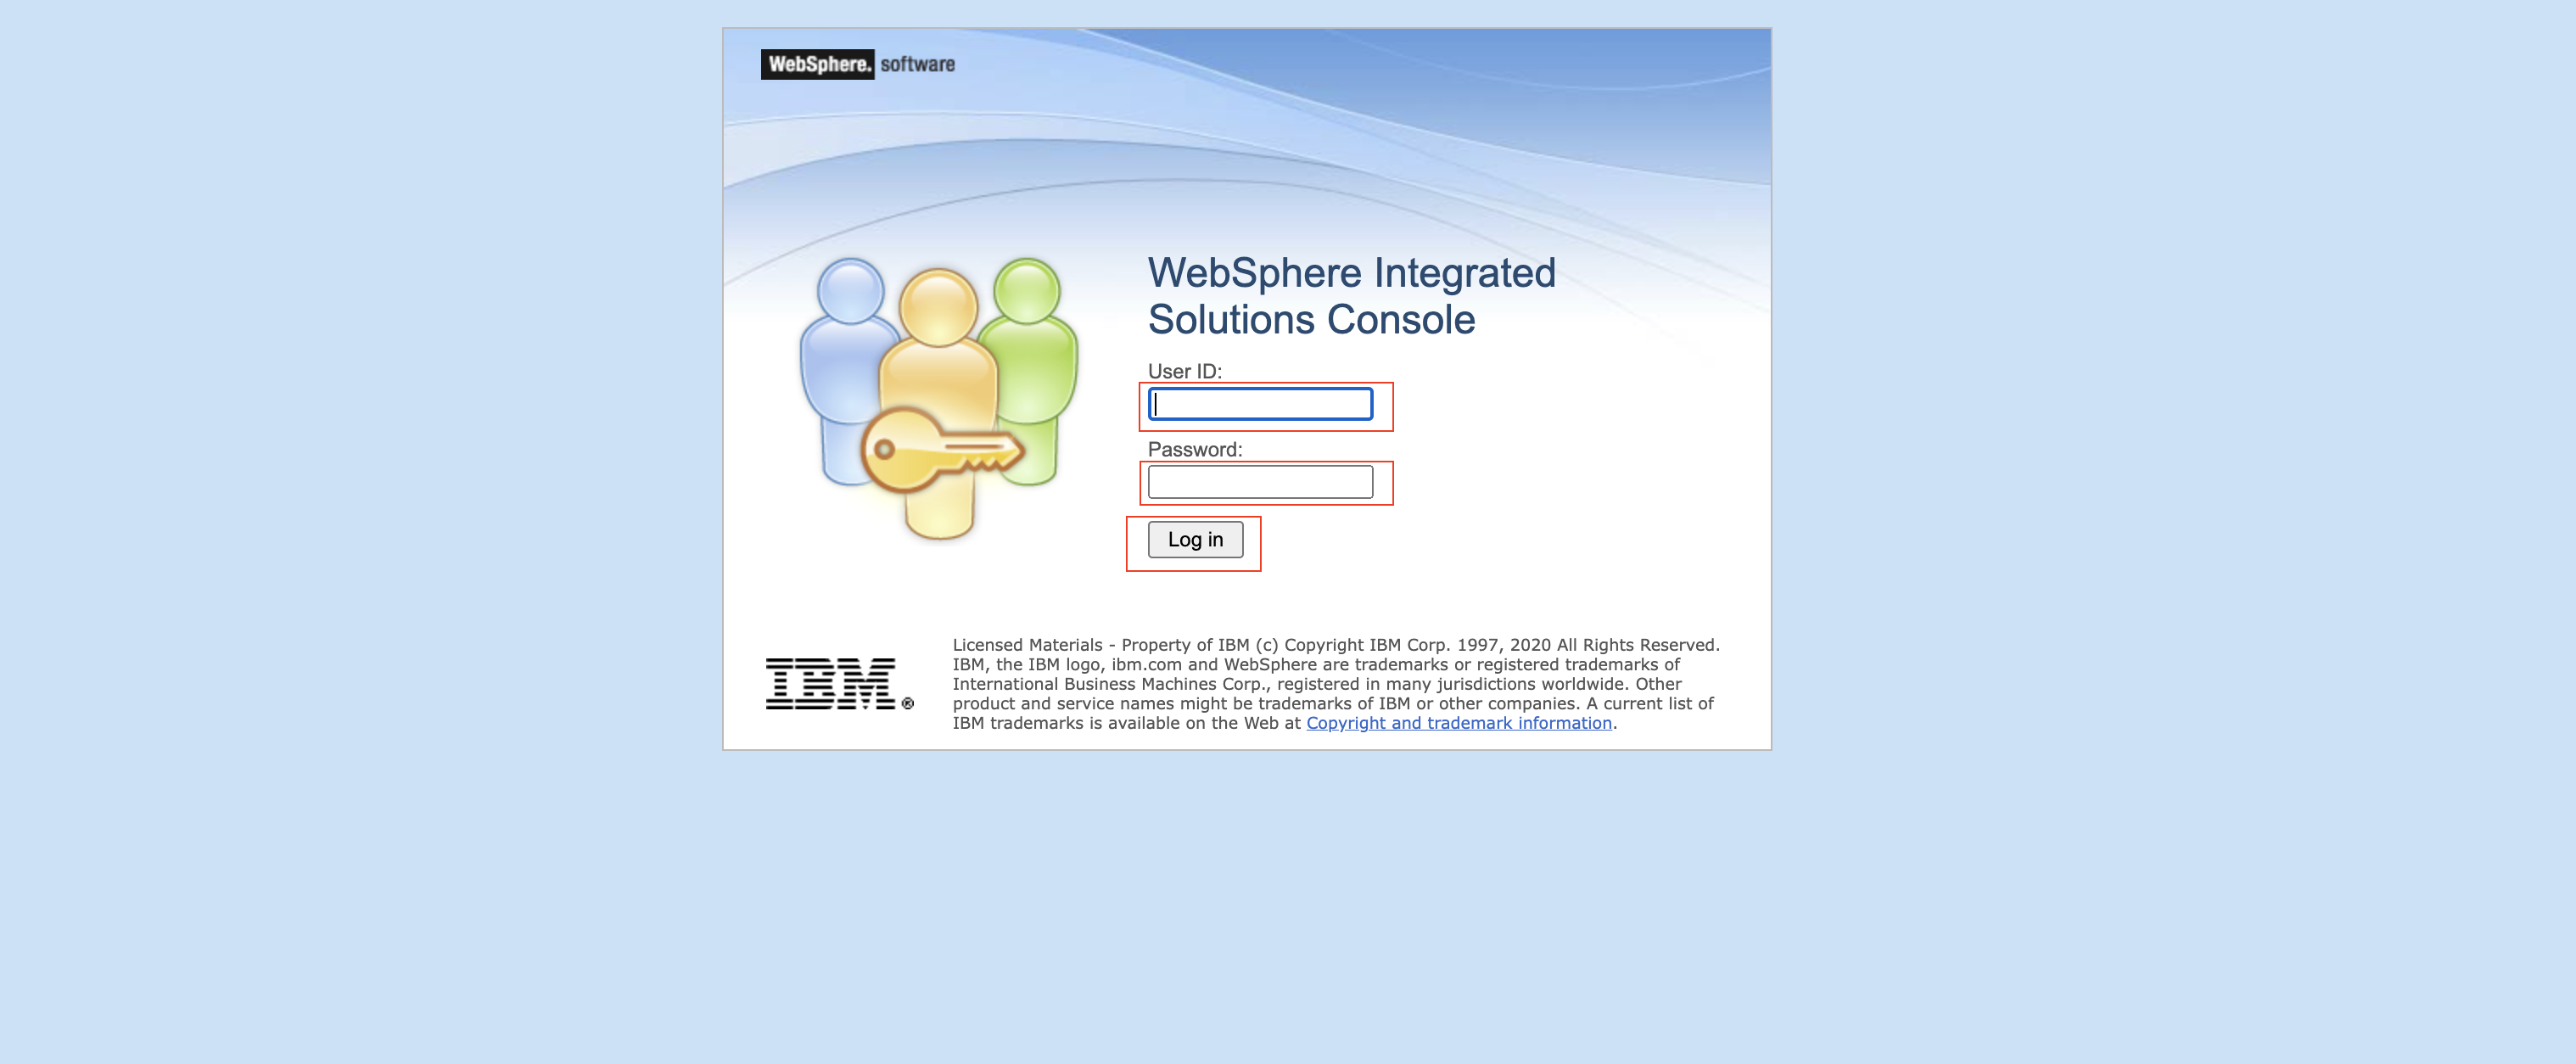 WebSphere. software
WebSphere Integrated
Solutions Console
User ID:
Password:
Log in
Licensed Materials - Property of IBM (c) Copyright IBM Corp. 1997, 2020 All Rights Reserved.
IBM, the IBM logo, ibm.com and WebSphere are trademarks or registered trademarks of
International Business Machines Corp., registered in many jurisdictions worldwide. Other
product and service names might be trademarks of IBM or other companies. A current list of
IBM trademarks is available on the Web at Copyright and trademark information.
IBM®